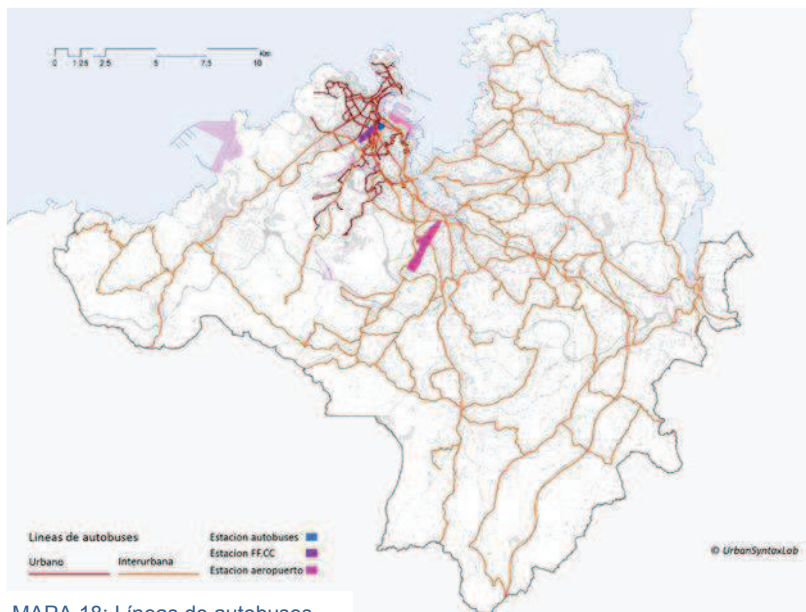 Km
0 1.25 2.5 5 7.5 10
Lineas de autobuses
Urbano Interurbana
Estacion autobuses
Estacion FF.CC
Estacion aeropuerto
© UrbanSyntaxLab
MAPA 18: Líneas de autobuses